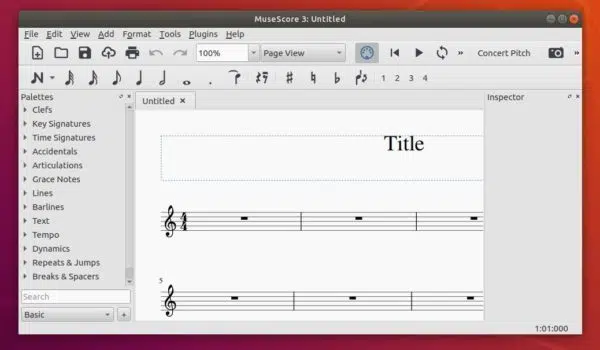 MuseScore 3: Untitled
File Edit View Add Format Tools Plugins Help
100% Page View » Concert Pitch »
1 2 3 4
Palettes
Clefs
Key Signatures
Time Signatures
Accidentals
Articulations
Grace Notes
Lines
Barlines
Text
Tempo
Dynamics
Repeats & Jumps
Breaks & Spacers
Search
Basic
Untitled
Title
4
4
5
Inspector
1:01:000